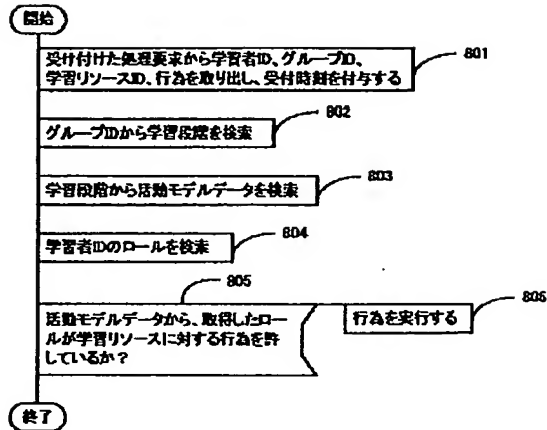 開始
受け付けた処理要求から学習者ID、グループID、
学習リソースID、行為を取り出し、受付時刻を付与する
801
802
グループIDから学習段階を検索
学習段階から活動モデルデータを検索
803
学習者IDのロールを検索
804
805
活動モデルデータから、取得したロー
ルが学習リソースに対する行為を許
しているか？
行為を実行する
806
終了